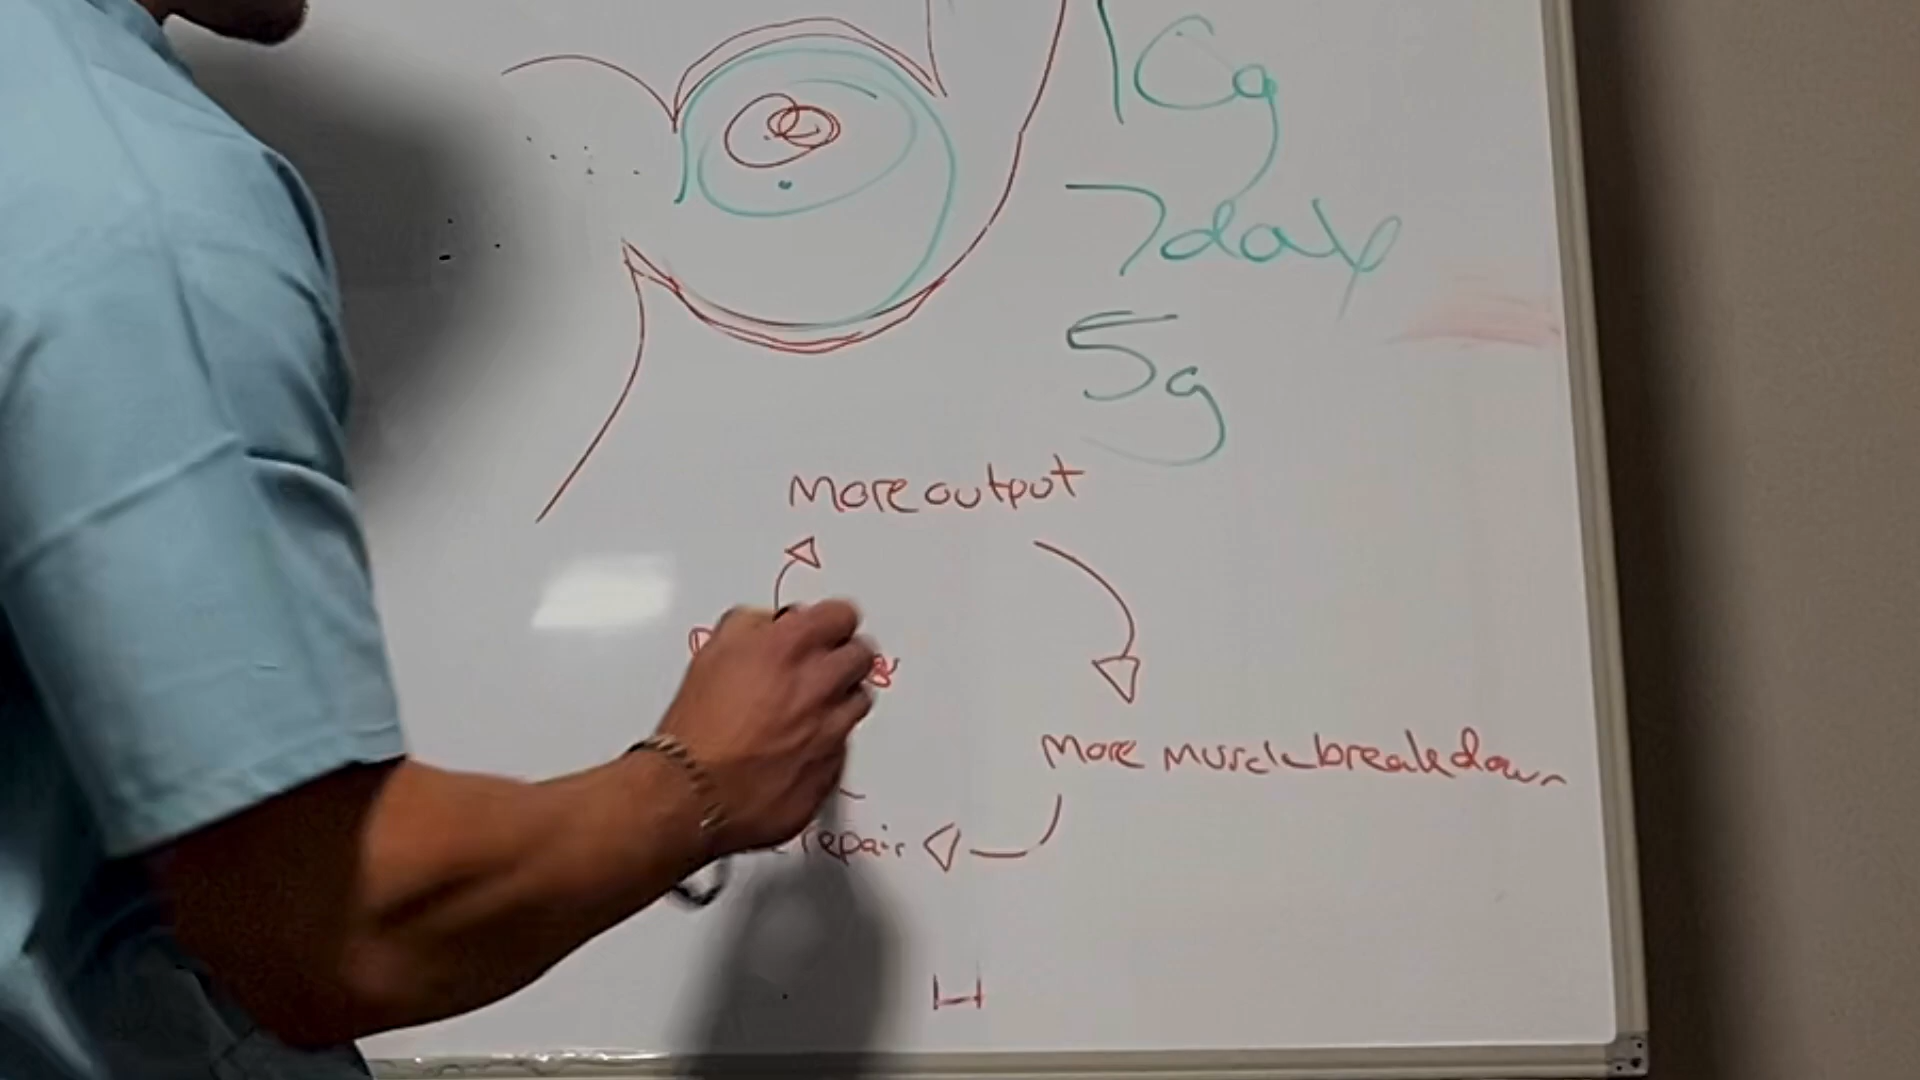 10g
7day
5g
More output
More muscle breakdown
repair